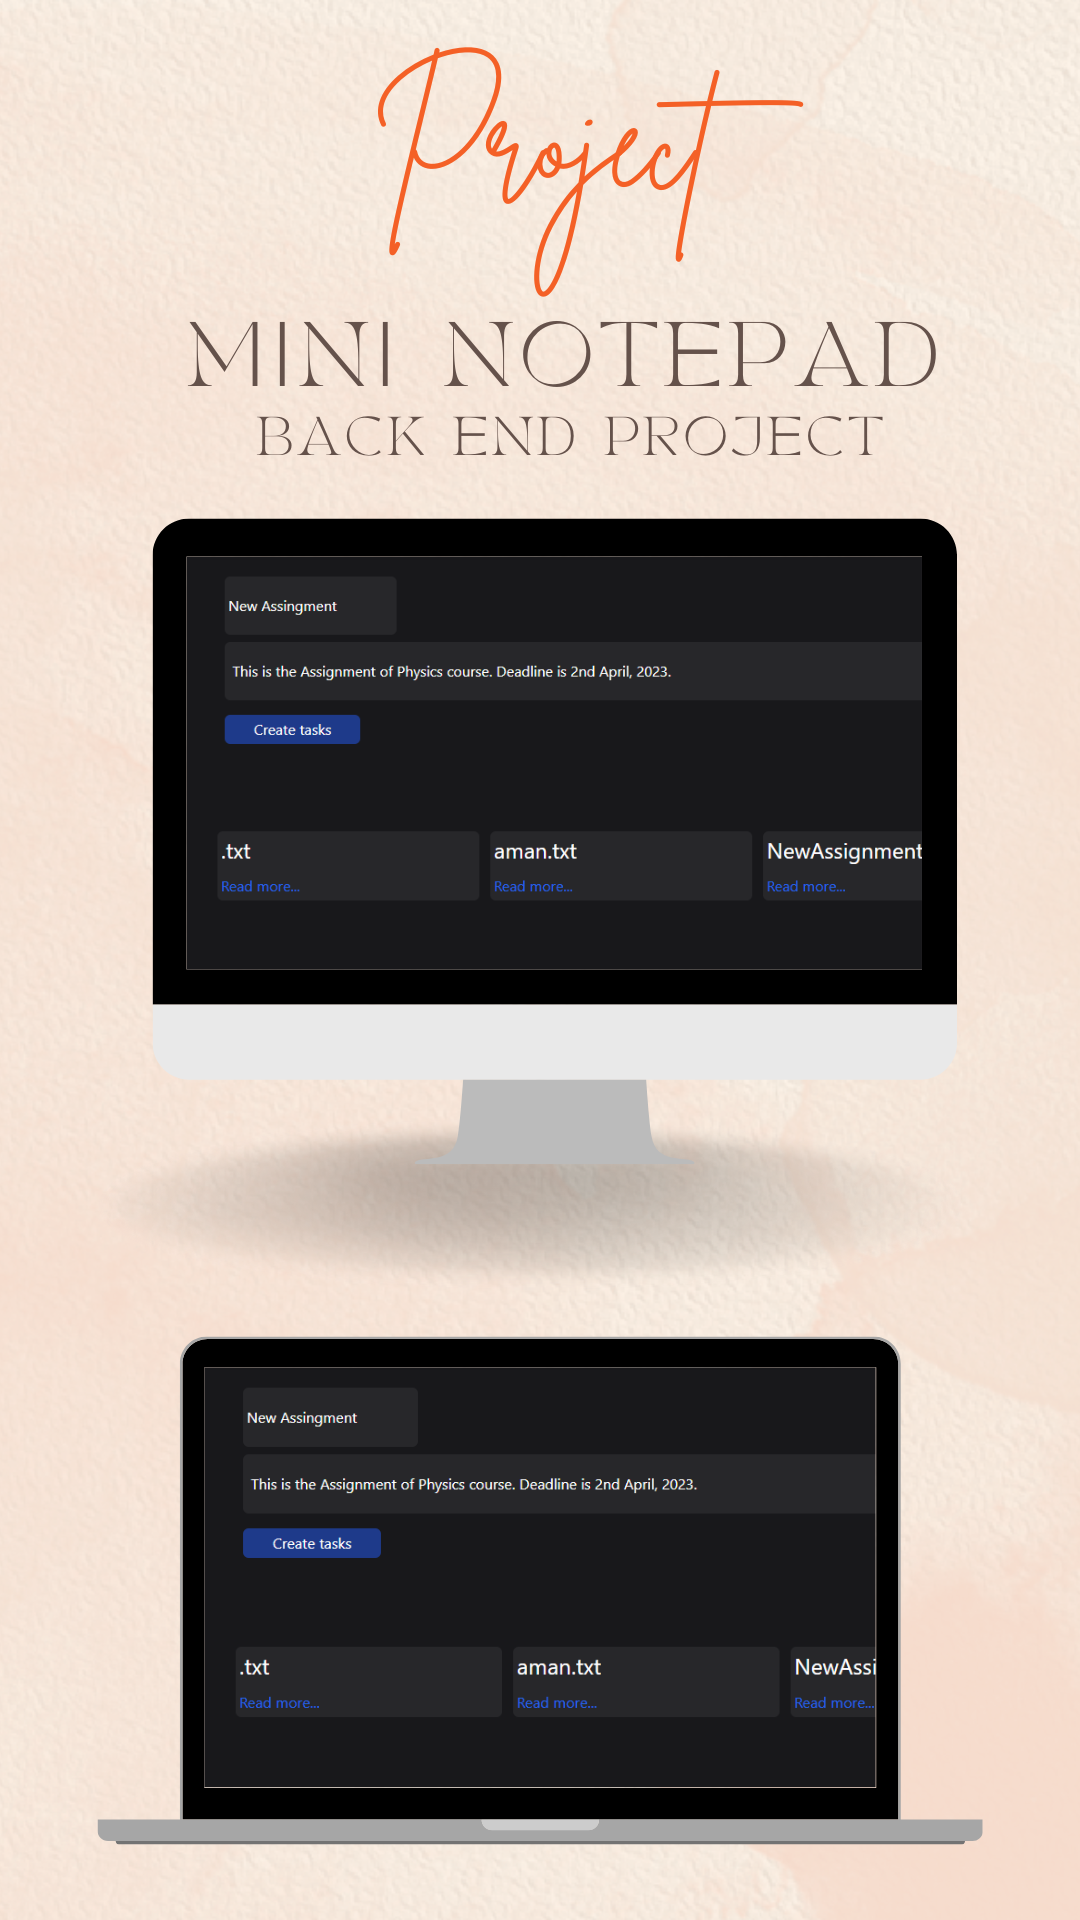 Project
MINI NOTEPAD
BACK END PROJECT
New Assingment
This is the Assignment of Physics course. Deadline is 2nd April, 2023.
Create tasks
.txt aman.txt NewAssignment
Read more... Read more... Read more...
New Assingment
This is the Assignment of Physics course. Deadline is 2nd April, 2023.
Create tasks
.txt aman.txt NewAssi
Read more... Read more... Read more...